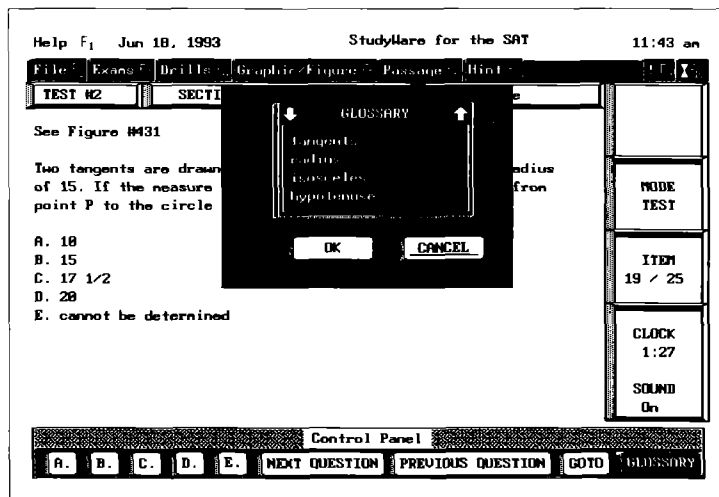 Help F1 Jun 18, 1993 StudyWare for the SAT 11:43 am
File Exams Drills Graphic/Figure Passage Hint
TEST #2 SECTI e
See Figure #431
Two tangents are drawn adius
of 15. If the measure from
point P to the circle
A. 10
B. 15
C. 17 1/2
D. 20
E. cannot be determined
GLOSSARY
tangents
radius
isosceles
hypotenuse
OK CANCEL
MODE
TEST
ITEM
19 / 25
CLOCK
1:27
SOUND
On
Control Panel
A. B. C. D. E. NEXT QUESTION PREVIOUS QUESTION GOTO GLOSSARY